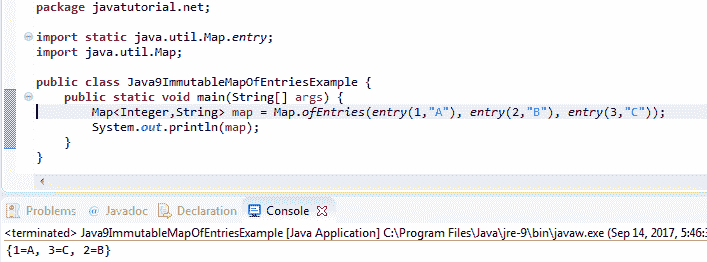 package javatutorial.net;
import static java.util.Map.entry;
import java.util.Map;
public class Java9ImmutableMapOfEntriesExample {
public static void main(String[] args) {
Map<Integer,String> map = Map.ofEntries(entry(1,"A"), entry(2,"B"), entry(3,"C"));
System.out.println(map);
}
}
Problems @ Javadoc Declaration Console
<terminated> Java9ImmutableMapOfEntriesExample [Java Application] C:\Program Files\Java\jre-9\bin\javaw.exe (Sep 14, 2017, 5:46:
{1=A, 3=C, 2=B}